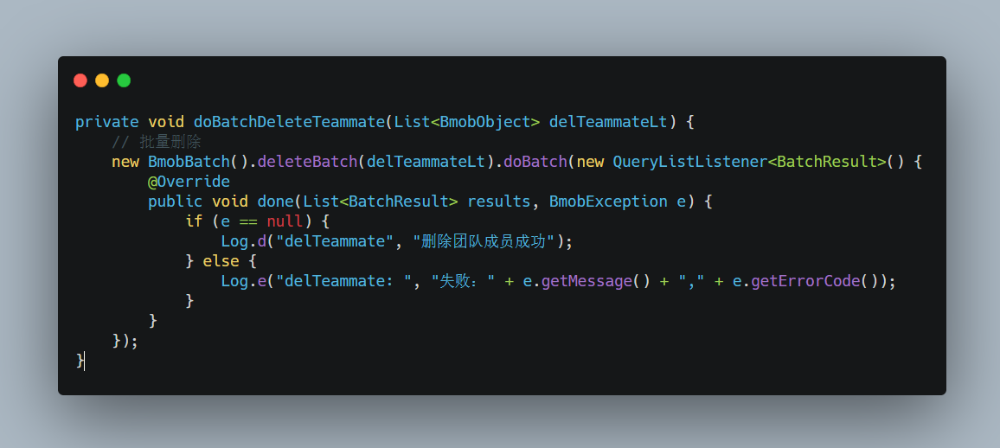 private void doBatchDeleteTeammate(List<BmobObject> delTeammateLt) {
    // 批量删除
    new BmobBatch().deleteBatch(delTeammateLt).doBatch(new QueryListListener<BatchResult>() {
        @Override
        public void done(List<BatchResult> results, BmobException e) {
            if (e == null) {
                Log.d("delTeammate", "删除团队成员成功");
            } else {
                Log.e("delTeammate: ", "失败：" + e.getMessage() + "," + e.getErrorCode());
            }
        }
    });
}